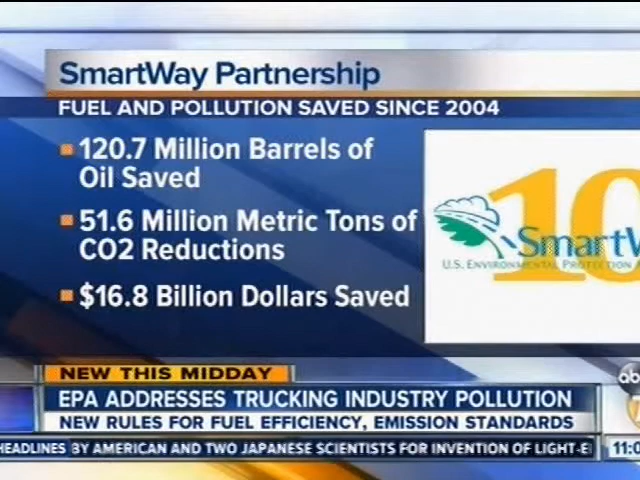 SmartWay Partnership
FUEL AND POLLUTION SAVED SINCE 2004
120.7 Million Barrels of
Oil Saved
51.6 Million Metric Tons of
CO2 Reductions
$16.8 Billion Dollars Saved
10
SmartW
U.S. ENVIRONMENTAL PROTECTION
NEW THIS MIDDAY
EPA ADDRESSES TRUCKING INDUSTRY POLLUTION
NEW RULES FOR FUEL EFFICIENCY, EMISSION STANDARDS
abc
7
HEADLINES BY AMERICAN AND TWO JAPANESE SCIENTISTS FOR INVENTION OF LIGHT-E
11:0